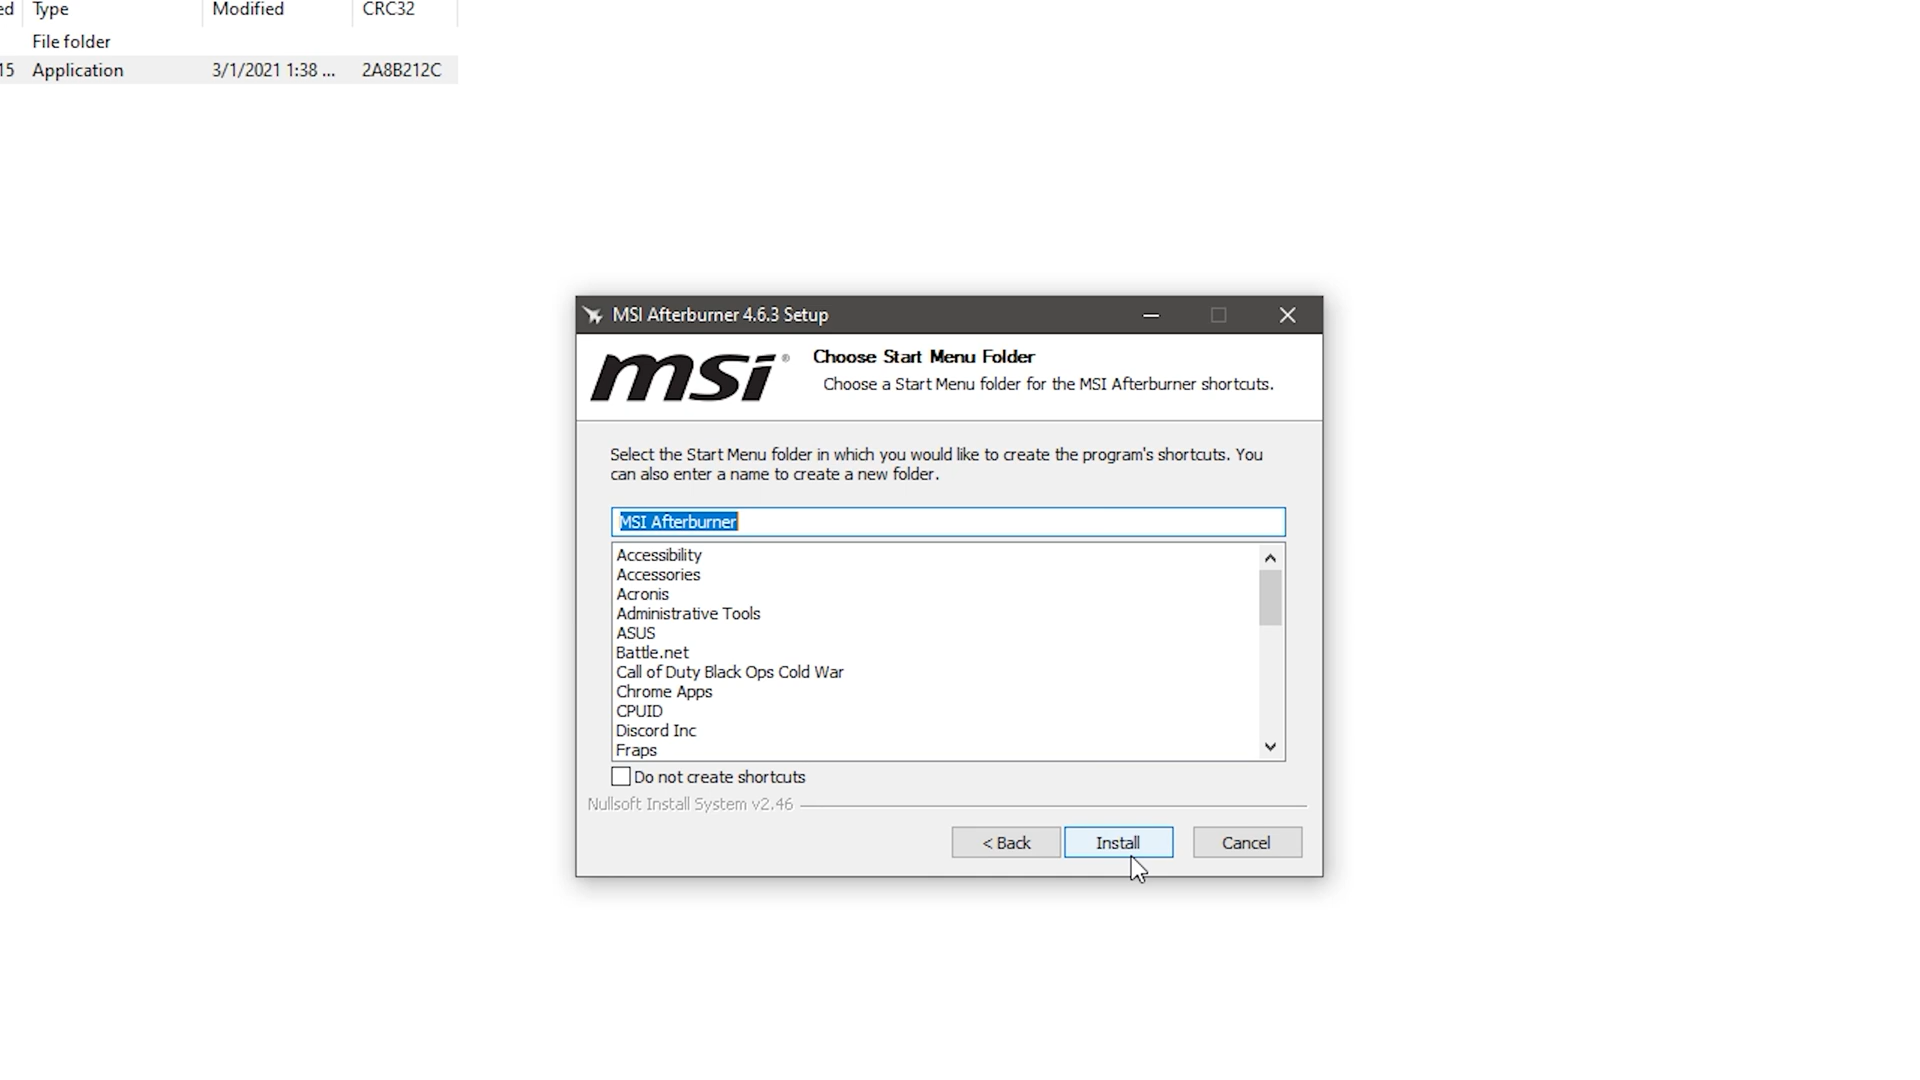 ed Type Modified CRC32
File folder
15 Application 3/1/2021 1:38 ... 2A8B212C
MSI Afterburner 4.6.3 Setup
msi®
Choose Start Menu Folder
Choose a Start Menu folder for the MSI Afterburner shortcuts.
Select the Start Menu folder in which you would like to create the program's shortcuts. You
can also enter a name to create a new folder.
MSI Afterburner
Accessibility
Accessories
Acronis
Administrative Tools
ASUS
Battle.net
Call of Duty Black Ops Cold War
Chrome Apps
CPUID
Discord Inc
Fraps
Do not create shortcuts
Nullsoft Install System v2.46
< Back Install Cancel